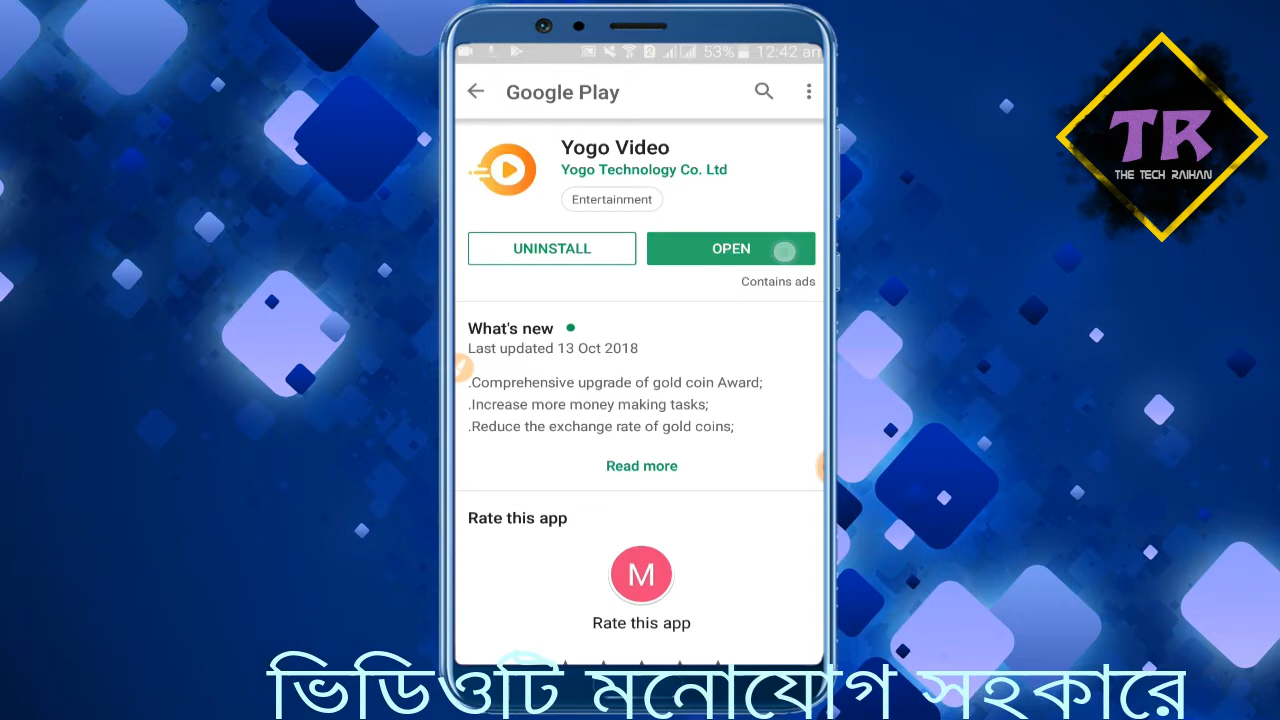 53% 12:42 am
Google Play
TR
THE TECH RAIHAN
Yogo Video
Yogo Technology Co. Ltd
Entertainment
UNINSTALL
OPEN
Contains ads
What's new
Last updated 13 Oct 2018
.Comprehensive upgrade of gold coin Award;
.Increase more money making tasks;
.Reduce the exchange rate of gold coins;
Read more
Rate this app
M
Rate this app
ভিডিওটি মনোযোগ সহকারে